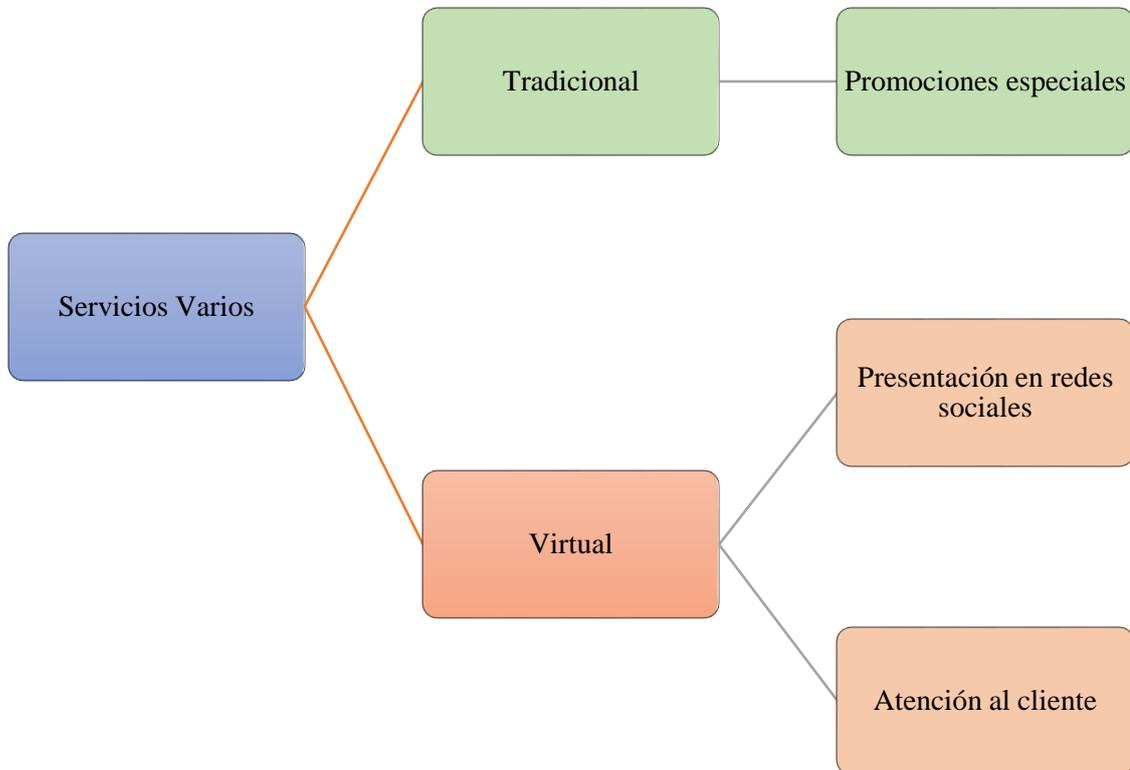 Tradicional
Promociones especiales
Servicios Varios
Presentación en redes
sociales
Virtual
Atención al cliente